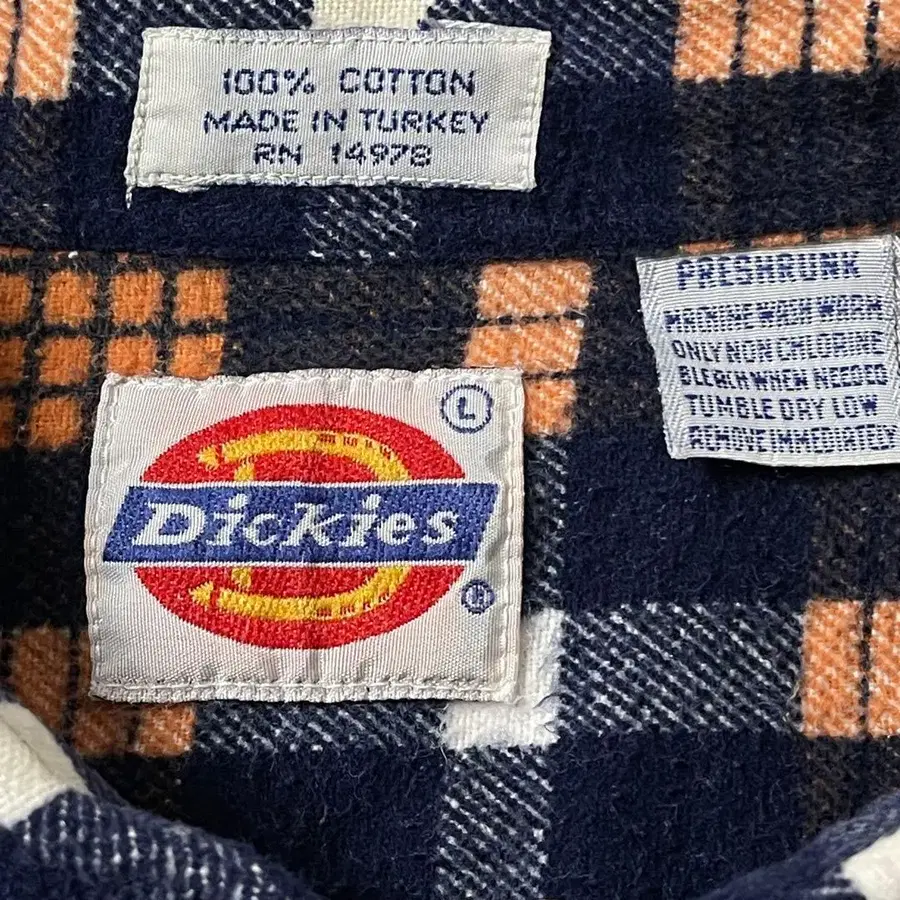 100% COTTON
MADE IN TURKEY
RN 14978
PRESHRUNK
MACHINE WASH WARM
ONLY NON CHLORINE
BLEACH WHEN NEEDED
TUMBLE DRY LOW
REMOVE IMMEDIATELY
L
Dickies
®